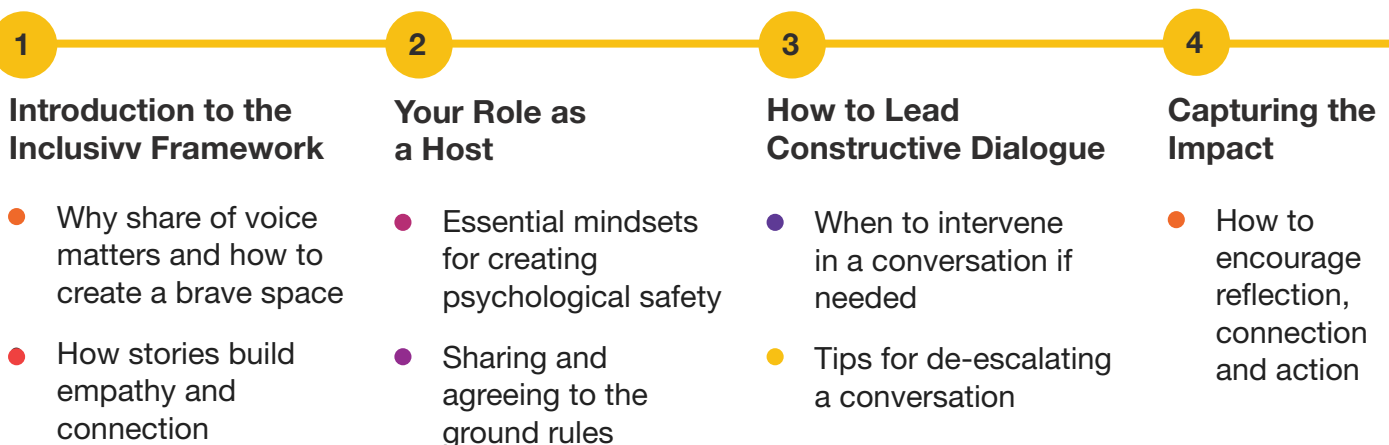 1
Introduction to the
Inclusivv Framework
Why share of voice
matters and how to
create a brave space
How stories build
empathy and
connection
2
Your Role as
a Host
Essential mindsets
for creating
psychological safety
Sharing and
agreeing to the
ground rules
3
How to Lead
Constructive Dialogue
When to intervene
in a conversation if
needed
Tips for de-escalating
a conversation
4
Capturing the
Impact
How to
encourage
reflection,
connection
and action